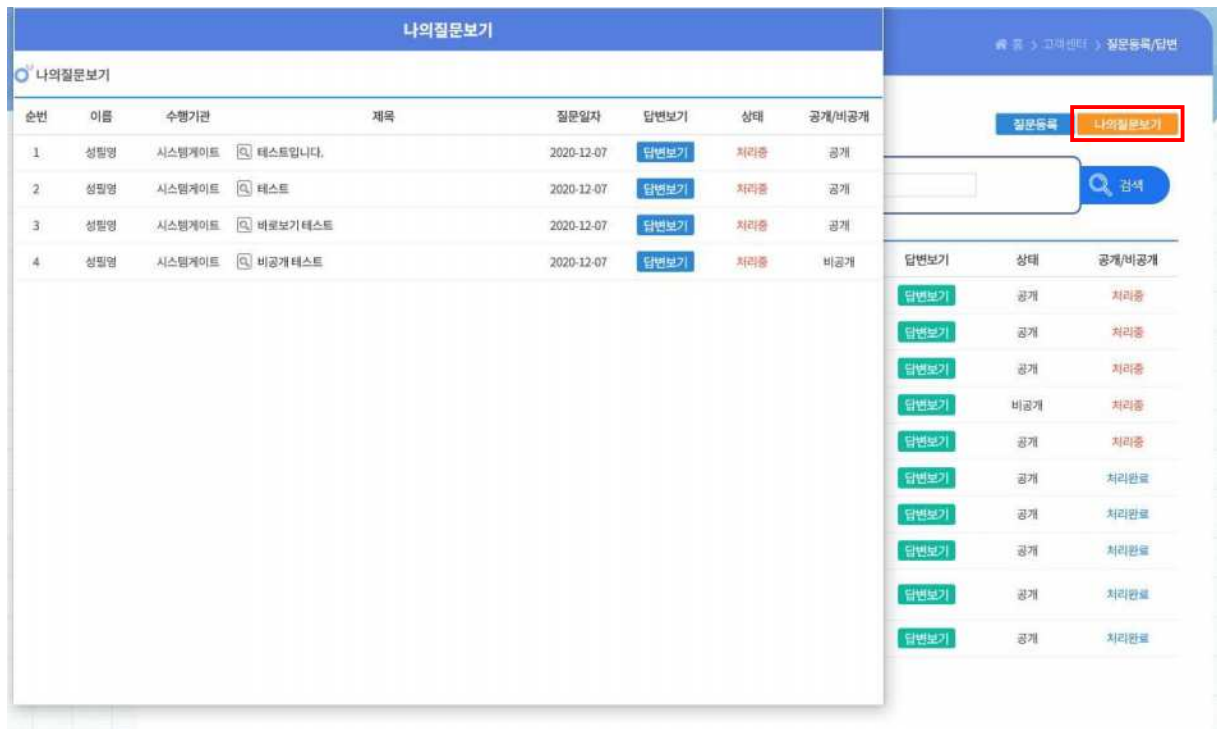 나의질문보기
홈 > 고객센터 > 질문등록/답변
나의질문보기
질문등록 나의질문보기
검색
순번 이름 수행기관 제목 질문일자 답변보기 상태 공개/비공개
1 성필영 시스템게이트 테스트입니다. 2020-12-07 답변보기 처리중 공개
2 성필영 시스템게이트 테스트 2020-12-07 답변보기 처리중 공개
3 성필영 시스템게이트 바로보기 테스트 2020-12-07 답변보기 처리중 공개
4 성필영 시스템게이트 비공개 테스트 2020-12-07 답변보기 처리중 비공개
답변보기 상태 공개/비공개
답변보기 공개 처리중
답변보기 공개 처리중
답변보기 공개 처리중
답변보기 비공개 처리중
답변보기 공개 처리중
답변보기 공개 처리완료
답변보기 공개 처리완료
답변보기 공개 처리완료
답변보기 공개 처리완료
답변보기 공개 처리완료